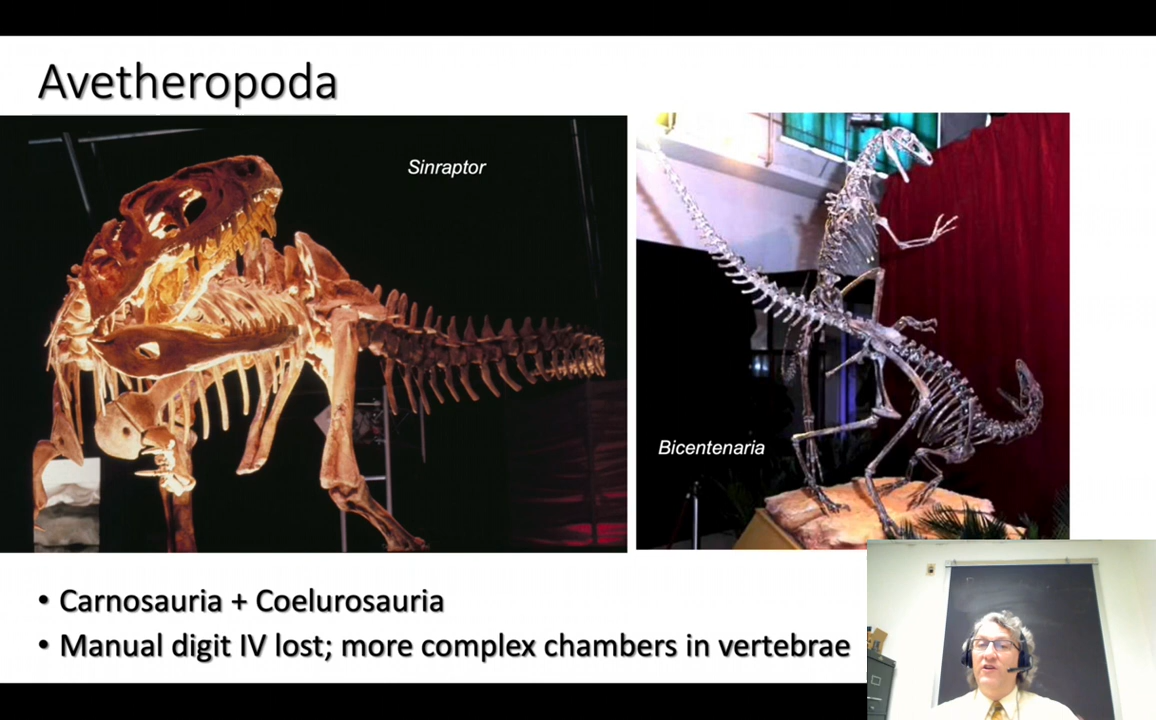 Avetheropoda
Sinraptor
Bicentenaria
• Carnosauria + Coelurosauria
• Manual digit IV lost; more complex chambers in vertebrae